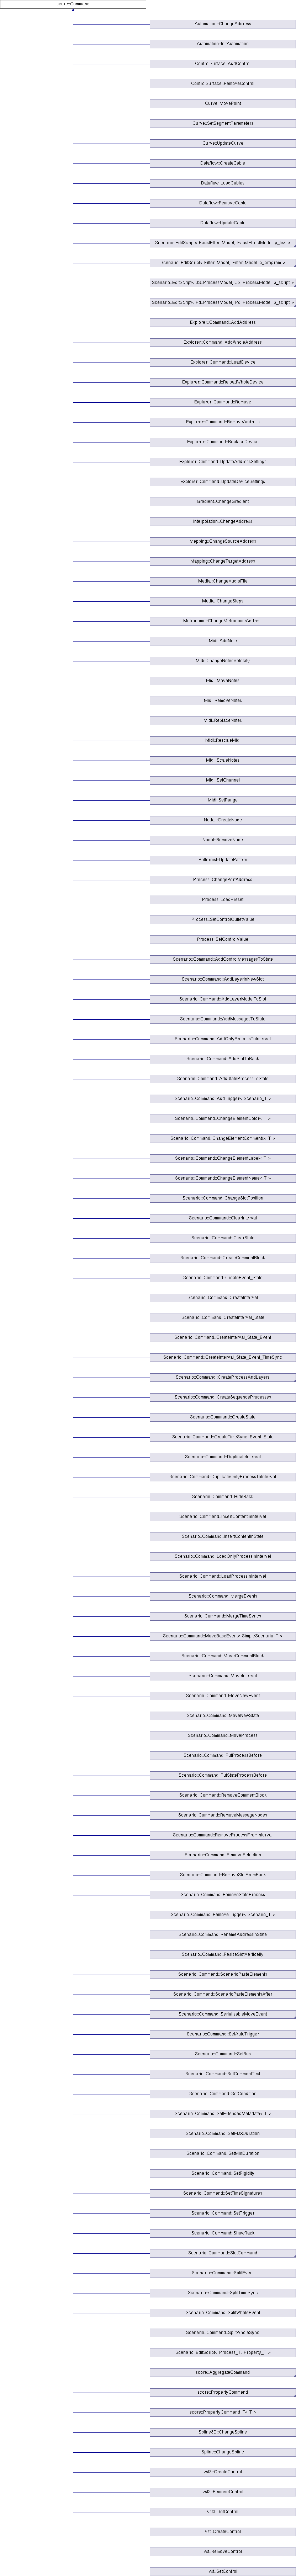 score::Command
Automation::ChangeAddress
Automation::InitAutomation
ControlSurface::AddControl
ControlSurface::RemoveControl
Curve::MovePoint
Curve::SetSegmentParameters
Curve::UpdateCurve
Dataflow::CreateCable
Dataflow::LoadCables
Dataflow::RemoveCable
Dataflow::UpdateCable
Scenario::EditScript< FaustEffectModel, FaustEffectModel::p_text >
Scenario::EditScript< Filter::Model, Filter::Model::p_program >
Scenario::EditScript< JS::ProcessModel, JS::ProcessModel::p_script >
Scenario::EditScript< Pd::ProcessModel, Pd::ProcessModel::p_script >
Explorer::Command::AddAddress
Explorer::Command::AddWholeAddress
Explorer::Command::LoadDevice
Explorer::Command::ReloadWholeDevice
Explorer::Command::Remove
Explorer::Command::RemoveAddress
Explorer::Command::ReplaceDevice
Explorer::Command::UpdateAddressSettings
Explorer::Command::UpdateDeviceSettings
Gradient::ChangeGradient
Interpolation::ChangeAddress
Mapping::ChangeSourceAddress
Mapping::ChangeTargetAddress
Media::ChangeAudioFile
Media::ChangeSteps
Metronome::ChangeMetronomeAddress
Midi::AddNote
Midi::ChangeNotesVelocity
Midi::MoveNotes
Midi::RemoveNotes
Midi::ReplaceNotes
Midi::RescaleMidi
Midi::ScaleNotes
Midi::SetChannel
Midi::SetRange
Nodal::CreateNode
Nodal::RemoveNode
Patternist::UpdatePattern
Process::ChangePortAddress
Process::LoadPreset
Process::SetControlOutletValue
Process::SetControlValue
Scenario::Command::AddControlMessagesToState
Scenario::Command::AddLayerInNewSlot
Scenario::Command::AddLayerModelToSlot
Scenario::Command::AddMessagesToState
Scenario::Command::AddOnlyProcessToInterval
Scenario::Command::AddSlotToRack
Scenario::Command::AddStateProcessToState
Scenario::Command::AddTrigger< Scenario_T >
Scenario::Command::ChangeElementColor< T >
Scenario::Command::ChangeElementComments< T >
Scenario::Command::ChangeElementLabel< T >
Scenario::Command::ChangeElementName< T >
Scenario::Command::ChangeSlotPosition
Scenario::Command::ClearInterval
Scenario::Command::ClearState
Scenario::Command::CreateCommentBlock
Scenario::Command::CreateEvent_State
Scenario::Command::CreateInterval
Scenario::Command::CreateInterval_State
Scenario::Command::CreateInterval_State_Event
Scenario::Command::CreateInterval_State_Event_TimeSync
Scenario::Command::CreateProcessAndLayers
Scenario::Command::CreateSequenceProcesses
Scenario::Command::CreateState
Scenario::Command::CreateTimeSync_Event_State
Scenario::Command::DuplicateInterval
Scenario::Command::DuplicateOnlyProcessToInterval
Scenario::Command::HideRack
Scenario::Command::InsertContentInInterval
Scenario::Command::InsertContentInState
Scenario::Command::LoadOnlyProcessInInterval
Scenario::Command::LoadProcessInInterval
Scenario::Command::MergeEvents
Scenario::Command::MergeTimeSyncs
Scenario::Command::MoveBaseEvent< SimpleScenario_T >
Scenario::Command::MoveCommentBlock
Scenario::Command::MoveInterval
Scenario::Command::MoveNewEvent
Scenario::Command::MoveNewState
Scenario::Command::MoveProcess
Scenario::Command::PutProcessBefore
Scenario::Command::PutStateProcessBefore
Scenario::Command::RemoveCommentBlock
Scenario::Command::RemoveMessageNodes
Scenario::Command::RemoveProcessFromInterval
Scenario::Command::RemoveSelection
Scenario::Command::RemoveSlotFromRack
Scenario::Command::RemoveStateProcess
Scenario::Command::RemoveTrigger< Scenario_T >
Scenario::Command::RenameAddressInState
Scenario::Command::ResizeSlotVertically
Scenario::Command::ScenarioPasteElements
Scenario::Command::ScenarioPasteElementsAfter
Scenario::Command::SerializableMoveEvent
Scenario::Command::SetAutoTrigger
Scenario::Command::SetBus
Scenario::Command::SetCommentText
Scenario::Command::SetCondition
Scenario::Command::SetExtendedMetadata< T >
Scenario::Command::SetMaxDuration
Scenario::Command::SetMinDuration
Scenario::Command::SetRigidity
Scenario::Command::SetTimeSignatures
Scenario::Command::SetTrigger
Scenario::Command::ShowRack
Scenario::Command::SlotCommand
Scenario::Command::SplitEvent
Scenario::Command::SplitTimeSync
Scenario::Command::SplitWholeEvent
Scenario::Command::SplitWholeSync
Scenario::EditScript< Process_T, Property_T >
score::AggregateCommand
score::PropertyCommand
score::PropertyCommand_T< T >
Spline3D::ChangeSpline
Spline::ChangeSpline
vst3::CreateControl
vst3::RemoveControl
vst3::SetControl
vst::CreateControl
vst::RemoveControl
vst::SetControl